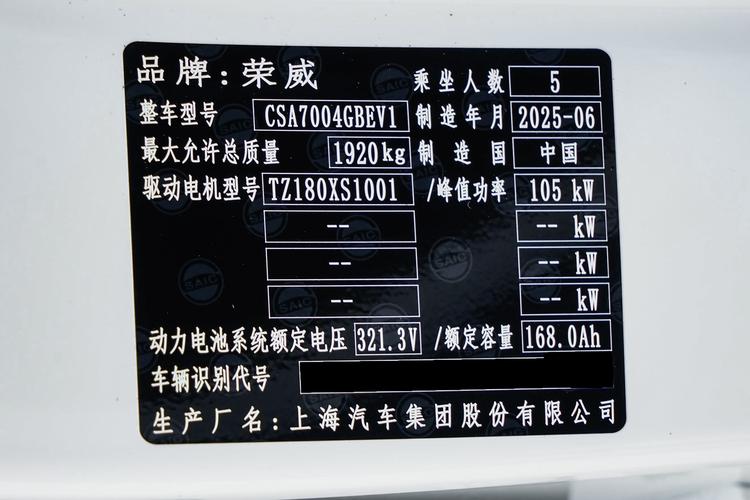 品牌：荣威 乘坐人数 5
整车型号 CSA7004GBEV1 制造年月 2025-06
最大允许总质量 1920kg 制造国 中国
驱动电机型号 TZ180XS1001 /峰值功率 105 kW
-- -- kW
-- -- kW
-- -- kW
动力电池系统额定电压 321.3V /额定容量 168.0Ah
车辆识别代号
生产厂名：上海汽车集团股份有限公司
SAIC
SAIC
SAIC
SAIC